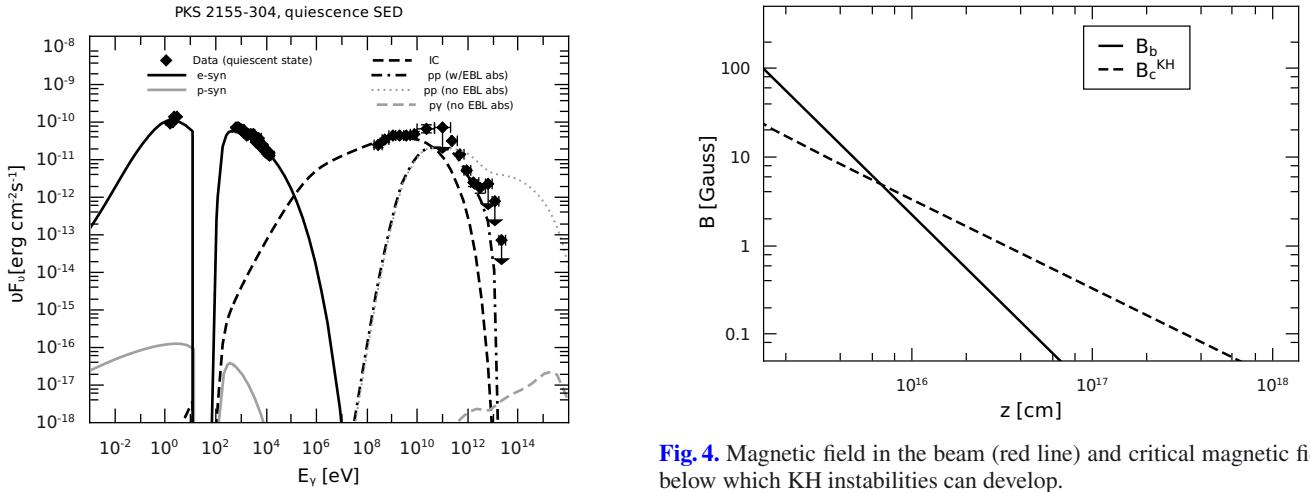 PKS 2155-304, quiescence SED
Data (quiescent state)
e-syn
p-syn
IC
pp (w/EBL abs)
pp (no EBL abs)
pγ (no EBL abs)
10⁻⁸
10⁻⁹
10⁻¹⁰
10⁻¹¹
10⁻¹²
10⁻¹³
10⁻¹⁴
10⁻¹⁵
10⁻¹⁶
10⁻¹⁷
10⁻¹⁸
υFᵤ[erg cm⁻²s⁻¹]
10⁻² 10⁰ 10² 10⁴ 10⁶ 10⁸ 10¹⁰ 10¹² 10¹⁴
Eᵧ [eV]
B_b
B_c^KH
100
10
1
0.1
B [Gauss]
10¹⁶ 10¹⁷ 10¹⁸
z [cm]
Fig. 4. Magnetic field in the beam (red line) and critical magnetic fi
below which KH instabilities can develop.